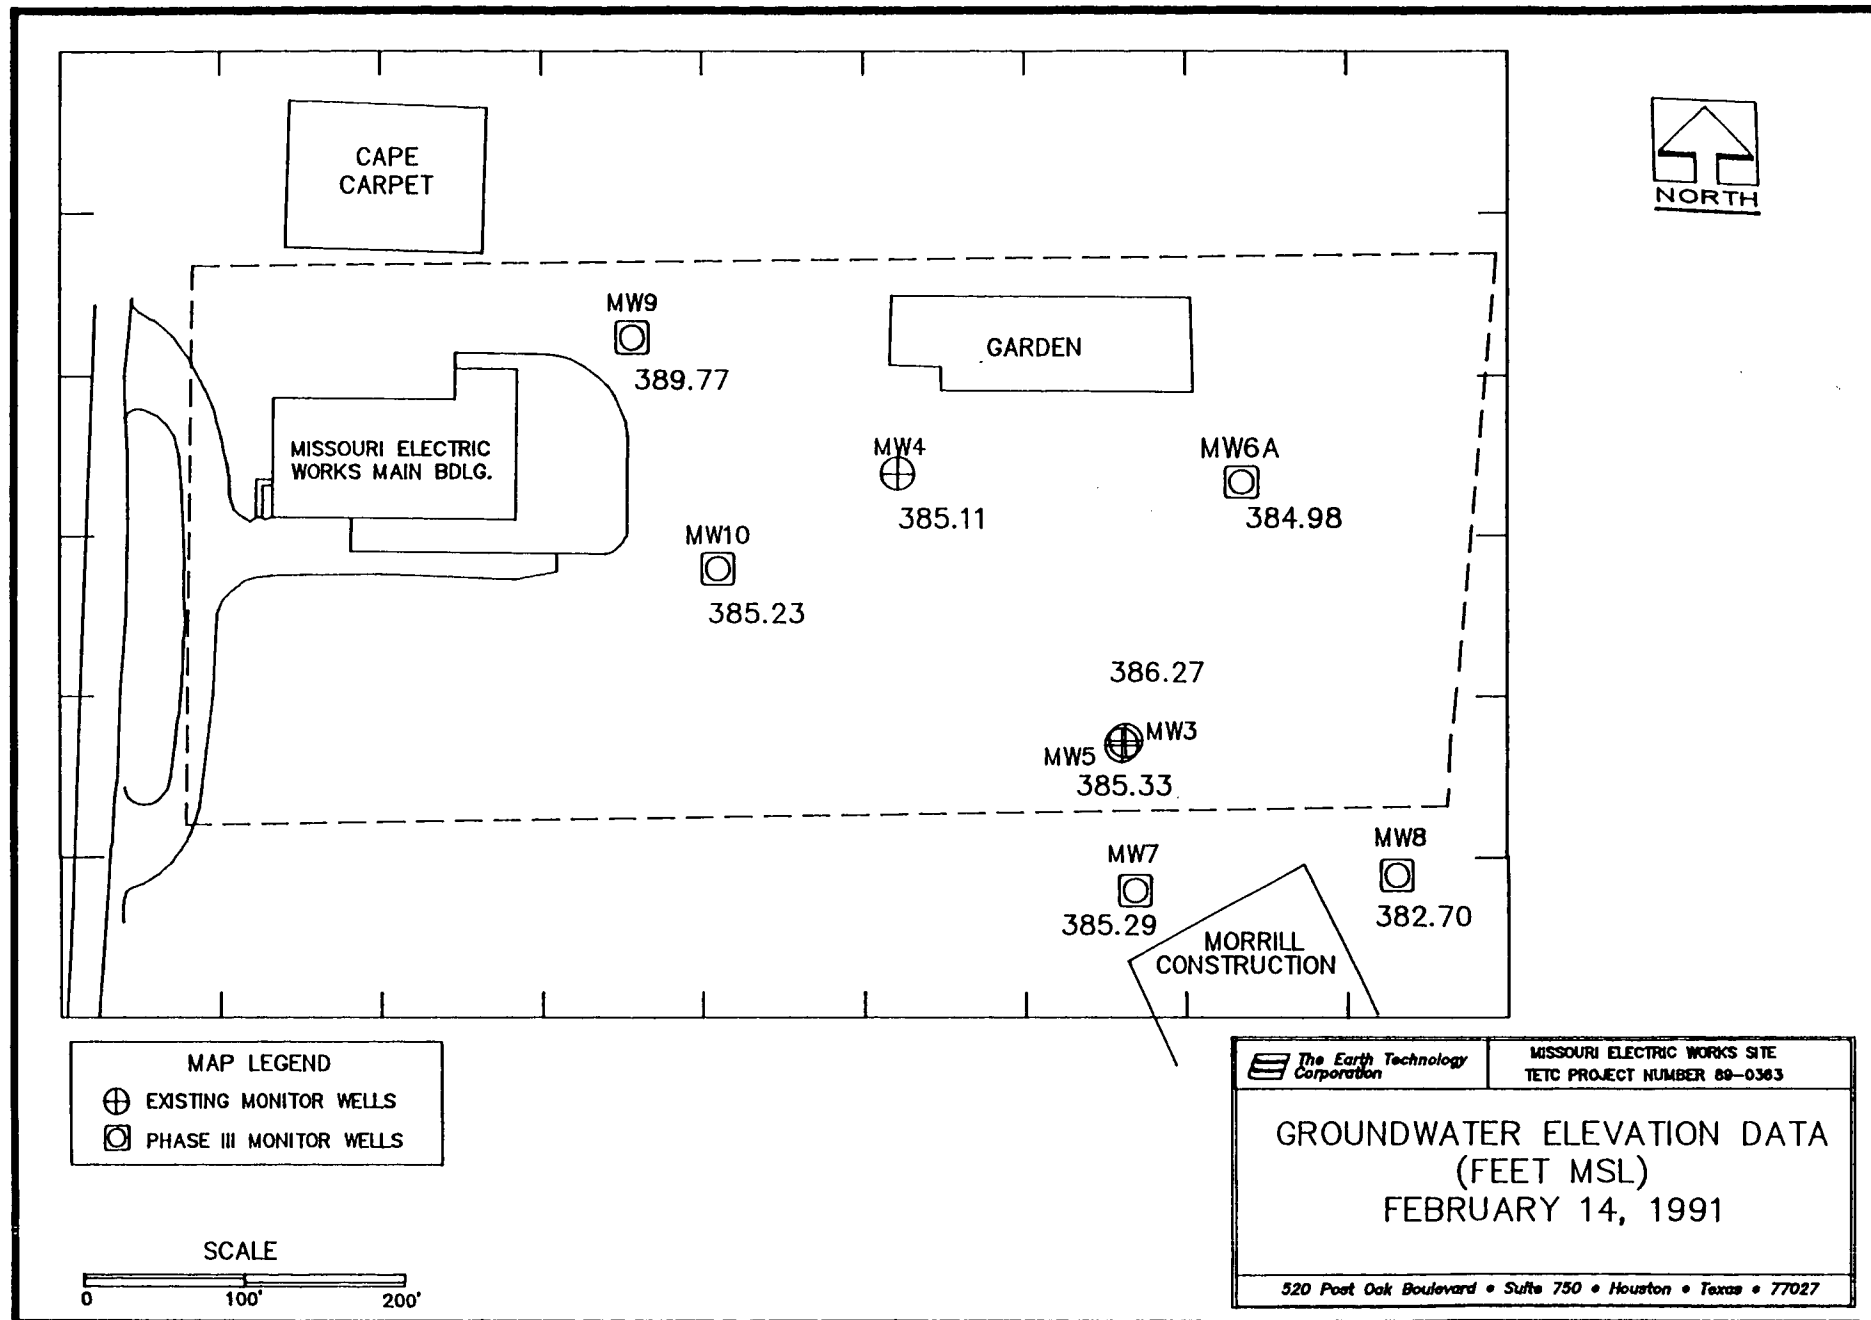 CAPE
CARPET
NORTH
MW9
389.77
GARDEN
MISSOURI ELECTRIC
WORKS MAIN BDLG.
MW4
385.11
MW6A
384.98
MW10
385.23
386.27
MW3
MW5
385.33
MW7
385.29
MW8
382.70
MORRILL
CONSTRUCTION
MAP LEGEND
EXISTING MONITOR WELLS
PHASE III MONITOR WELLS
SCALE
0 100' 200'
The Earth Technology
Corporation
MISSOURI ELECTRIC WORKS SITE
TETC PROJECT NUMBER 89-0363
GROUNDWATER ELEVATION DATA
(FEET MSL)
FEBRUARY 14, 1991
520 Post Oak Boulevard • Suite 750 • Houston • Texas • 77027